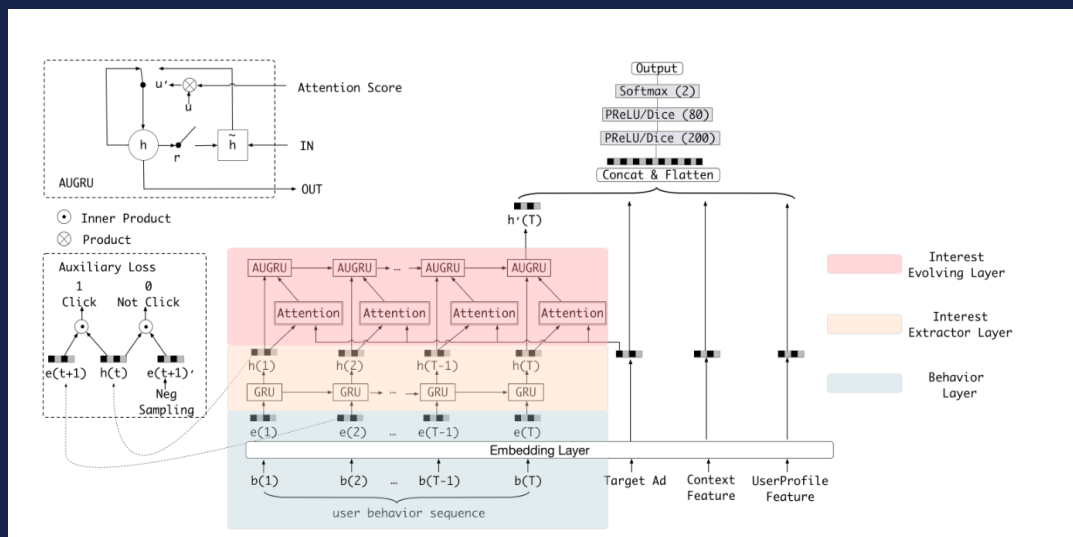 Output
Softmax (2)
PReLU/Dice (80)
PReLU/Dice (200)
Concat & Flatten
u'
u
Attention Score
h
r
h̃
IN
AUGRU
OUT
Inner Product
Product
Auxiliary Loss
1
0
Click
Not Click
e(t+1)
h(t)
e(t+1)'
Neg
Sampling
h'(T)
AUGRU
AUGRU
...
AUGRU
AUGRU
Attention
Attention
Attention
Attention
h(1)
h(2)
h(T-1)
h(T)
GRU
GRU
...
GRU
GRU
e(1)
e(2)
...
e(T-1)
e(T)
Embedding Layer
b(1)
b(2)
...
b(T-1)
b(T)
user behavior sequence
Target Ad
Context
Feature
UserProfile
Feature
Interest
Evolving Layer
Interest
Extractor Layer
Behavior
Layer